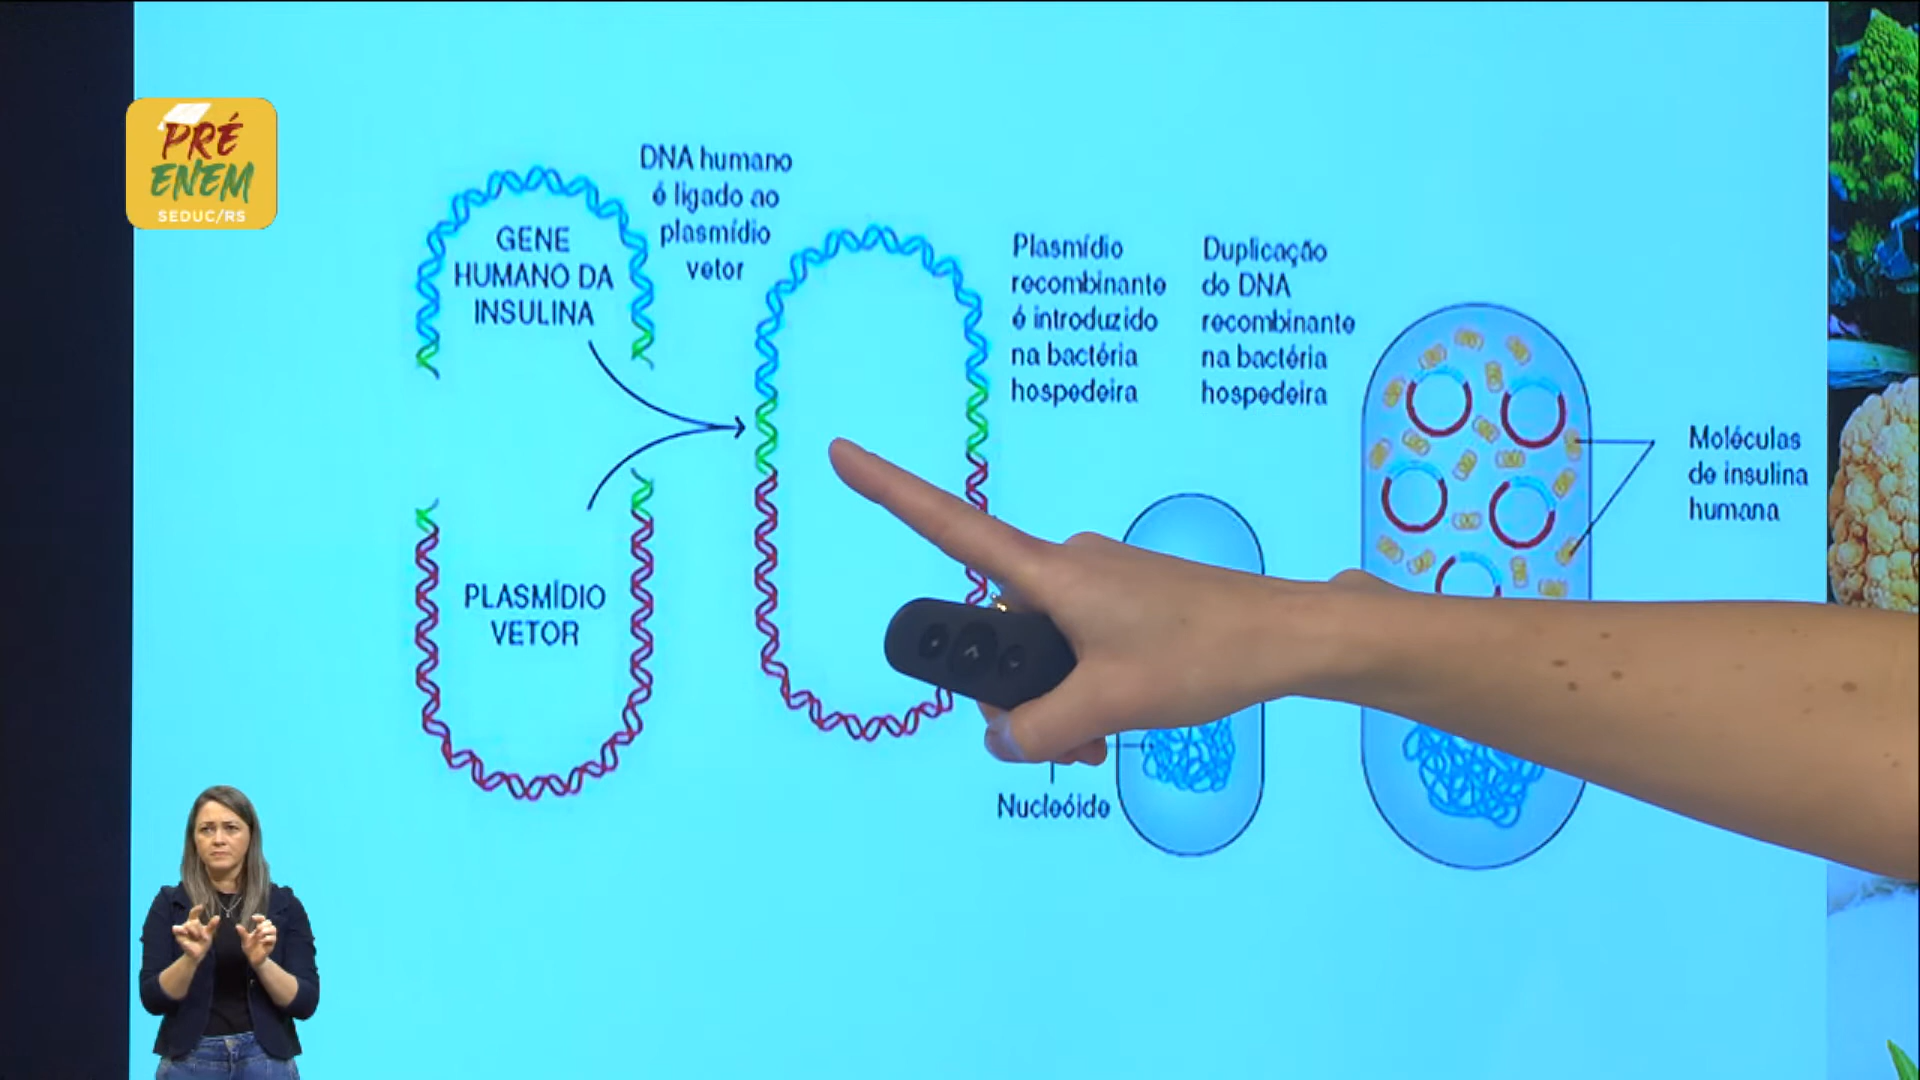 PRÉ
ENEM
SEDUC/RS
DNA humano
é ligado ao
plasmídio
vetor
GENE
HUMANO DA
INSULINA
PLASMÍDIO
VETOR
Plasmídio
recombinante
é introduzido
na bactéria
hospedeira
Duplicação
do DNA
recombinante
na bactéria
hospedeira
Moléculas
de insulina
humana
Nucleóide